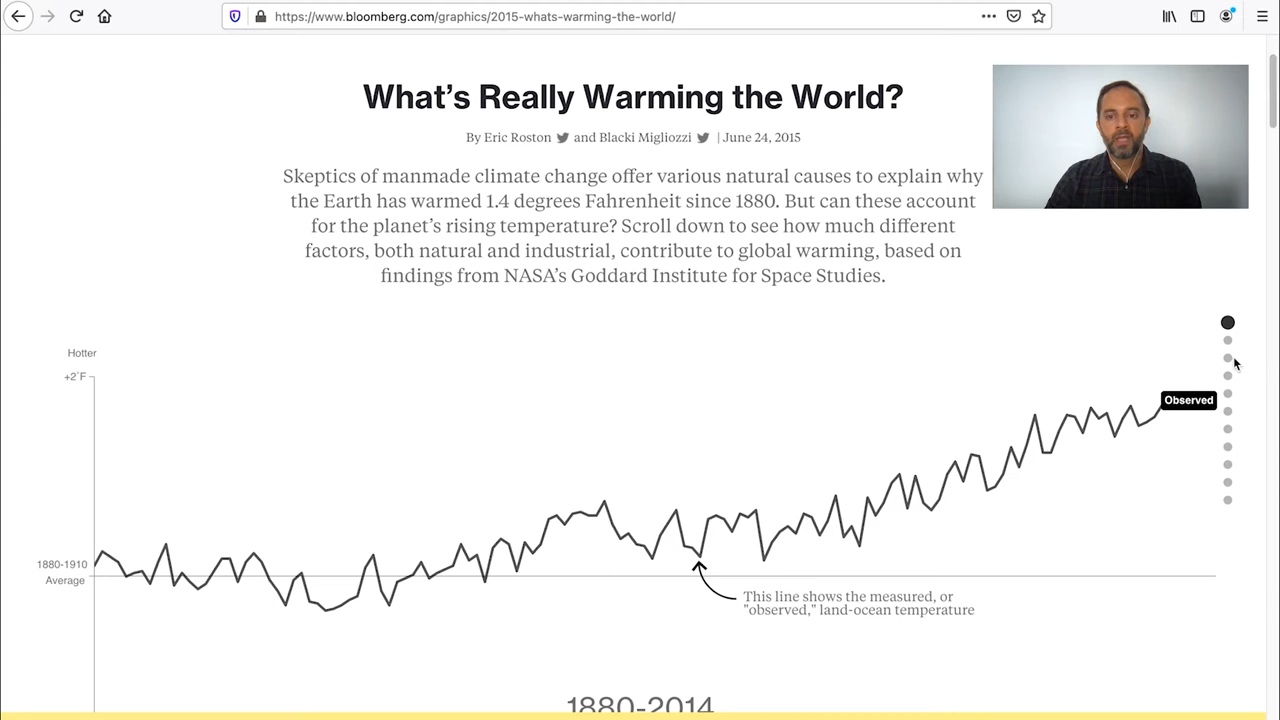 https://www.bloomberg.com/graphics/2015-whats-warming-the-world/
What's Really Warming the World?
By Eric Roston and Blacki Migliozzi | June 24, 2015
Skeptics of manmade climate change offer various natural causes to explain why
the Earth has warmed 1.4 degrees Fahrenheit since 1880. But can these account
for the planet's rising temperature? Scroll down to see how much different
factors, both natural and industrial, contribute to global warming, based on
findings from NASA's Goddard Institute for Space Studies.
Hotter
+2°F
Observed
1880-1910
Average
This line shows the measured, or
"observed," land-ocean temperature
1880-2014